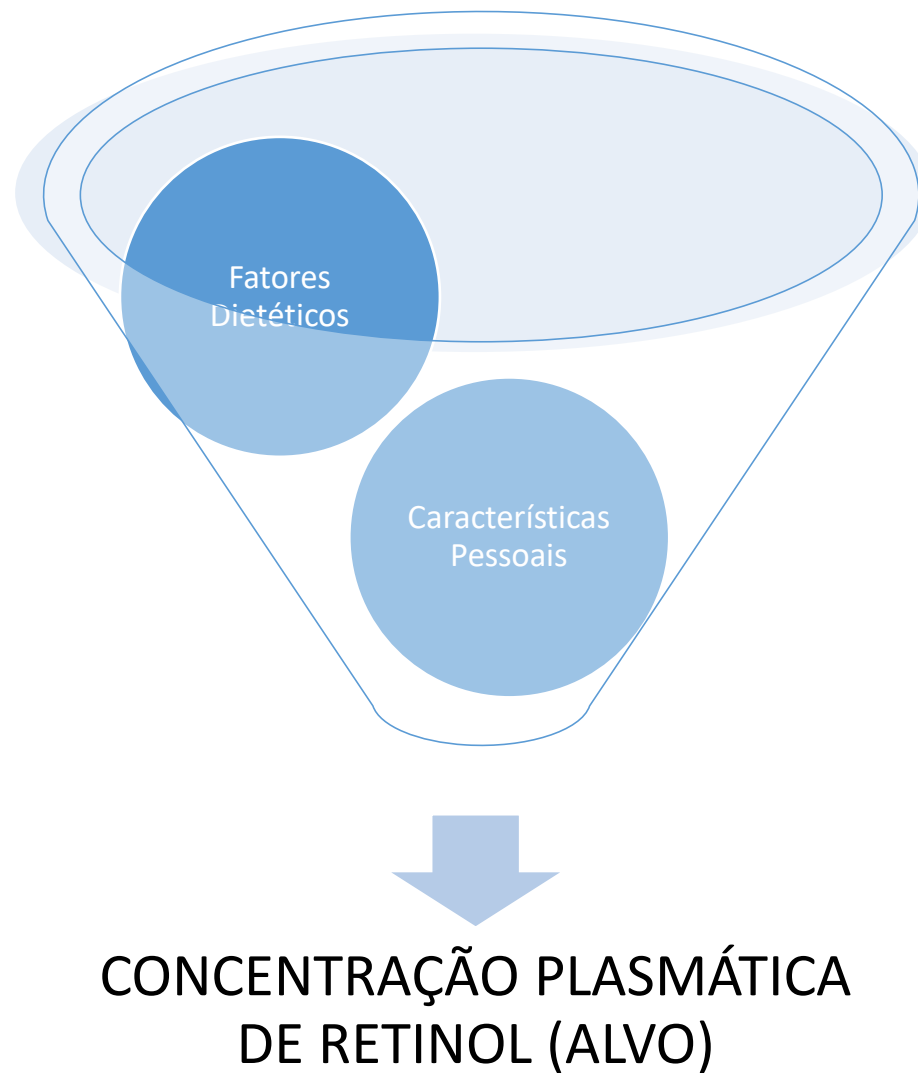 Fatores
Dietéticos
Características
Pessoais
CONCENTRAÇÃO PLASMÁTICA
DE RETINOL (ALVO)